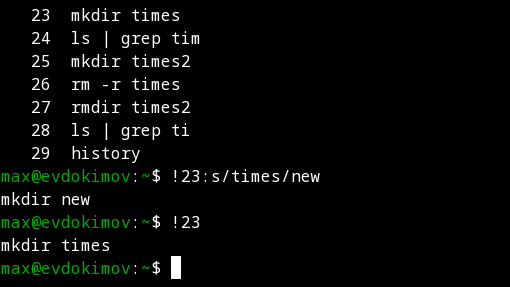 23 mkdir times
24 ls | grep tim
25 mkdir times2
26 rm -r times
27 rmdir times2
28 ls | grep ti
29 history
max@evdokimov:~$ !23:s/times/new
mkdir new
max@evdokimov:~$ !23
mkdir times
max@evdokimov:~$